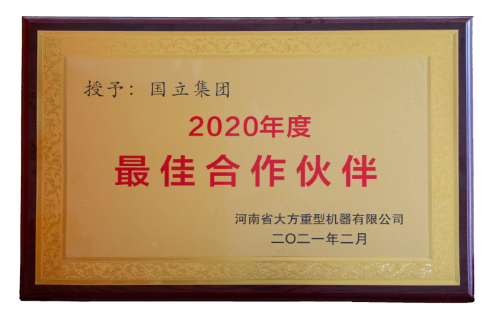 授予：国立集团
2020年度
最佳合作伙伴
河南省大方重型机器有限公司
二〇二一年二月